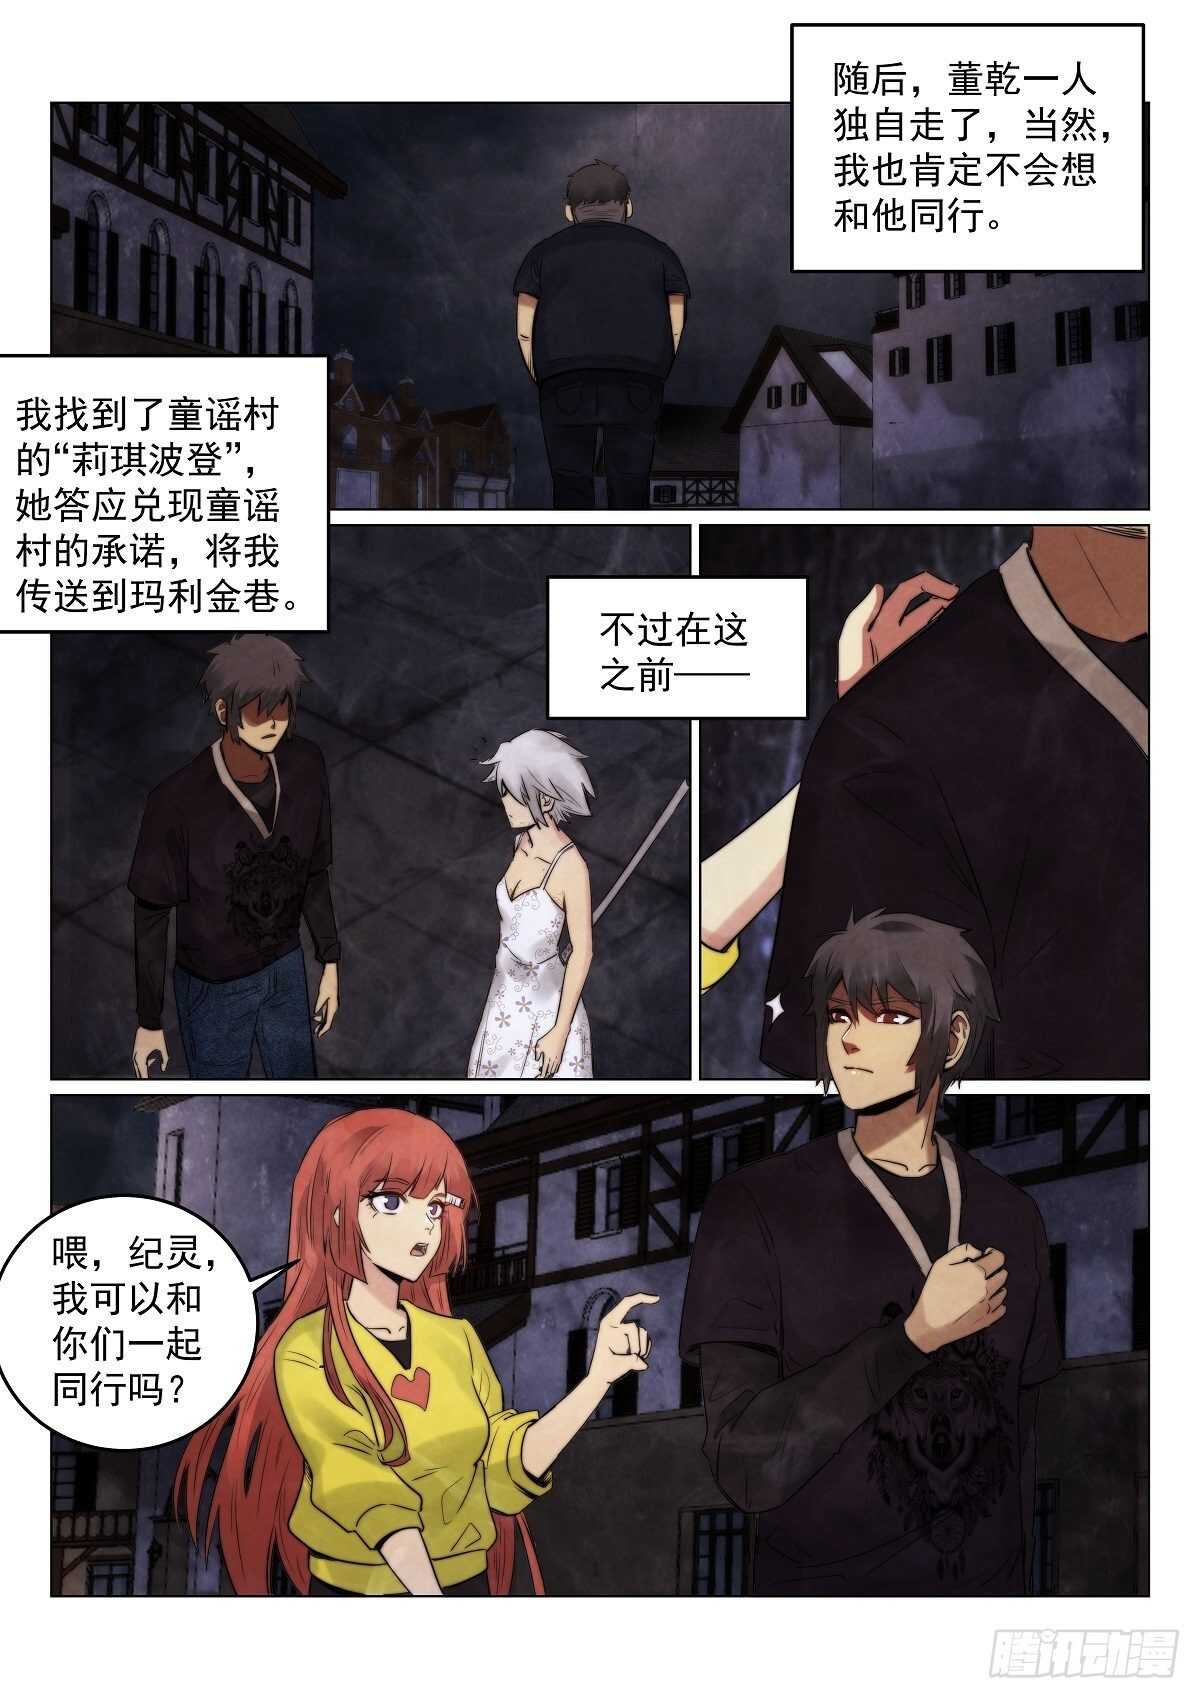 随后，董乾一人
独自走了，当然，
我也肯定不会想
和他同行。
我找到了童谣村
的“莉琪波登”，
她答应兑现童谣
村的承诺，将我
传送到玛利金巷。
不过在这
之前——
喂，纪灵，
我可以和
你们一起
同行吗？
腾讯动漫